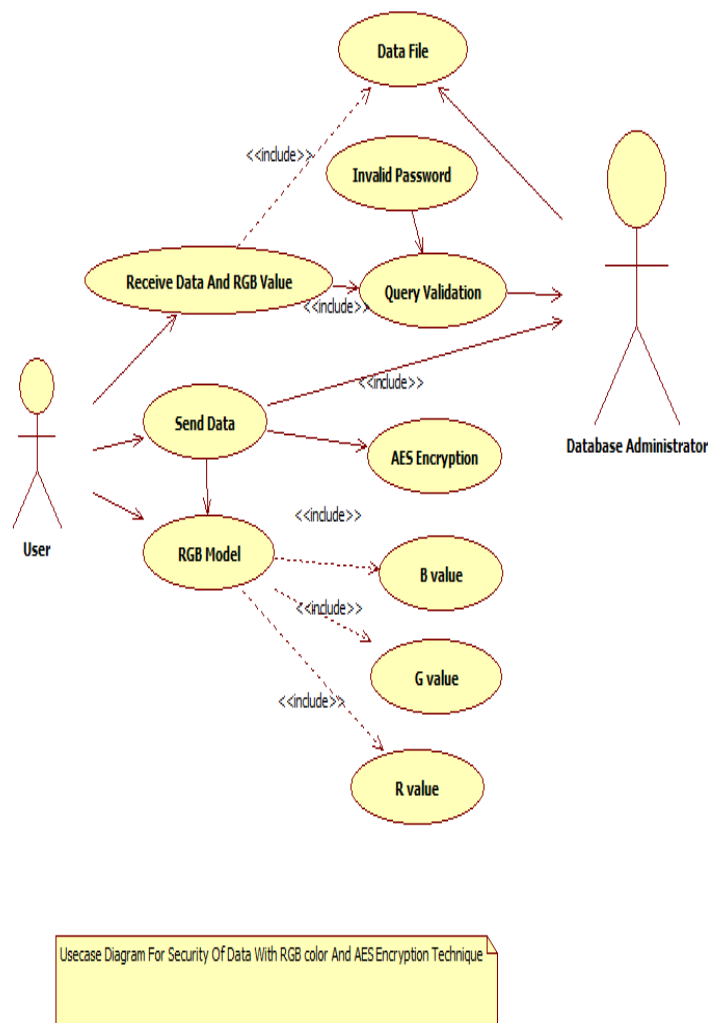 Data File
<<include>>
Invalid Password
Receive Data And RGB Value
Query Validation
<<include>>
<<include>>
Send Data
Database Administrator
AES Encryption
<<include>>
User
RGB Model
B value
<<include>>
G value
<<include>>
R value
Usecase Diagram For Security Of Data With RGB color And AES Encryption Technique